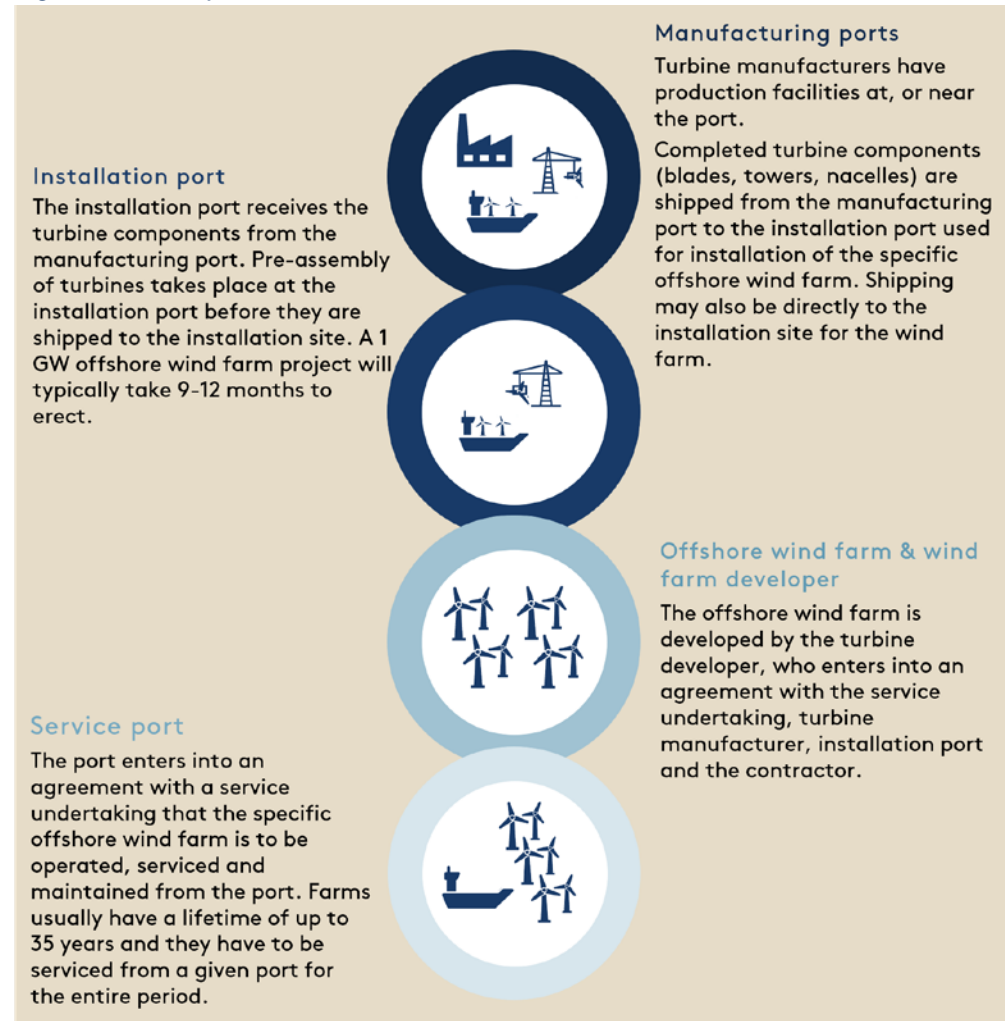 Manufacturing ports
Turbine manufacturers have
production facilities at, or near
the port.
Completed turbine components
(blades, towers, nacelles) are
shipped from the manufacturing
port to the installation port used
for installation of the specific
offshore wind farm. Shipping
may also be directly to the
installation site for the wind
farm.
Installation port
The installation port receives the
turbine components from the
manufacturing port. Pre-assembly
of turbines takes place at the
installation port before they are
shipped to the installation site. A 1
GW offshore wind farm project will
typically take 9-12 months to
erect.
Offshore wind farm & wind
farm developer
The offshore wind farm is
developed by the turbine
developer, who enters into an
agreement with the service
undertaking, turbine
manufacturer, installation port
and the contractor.
Service port
The port enters into an
agreement with a service
undertaking that the specific
offshore wind farm is to be
operated, serviced and
maintained from the port. Farms
usually have a lifetime of up to
35 years and they have to be
serviced from a given port for
the entire period.